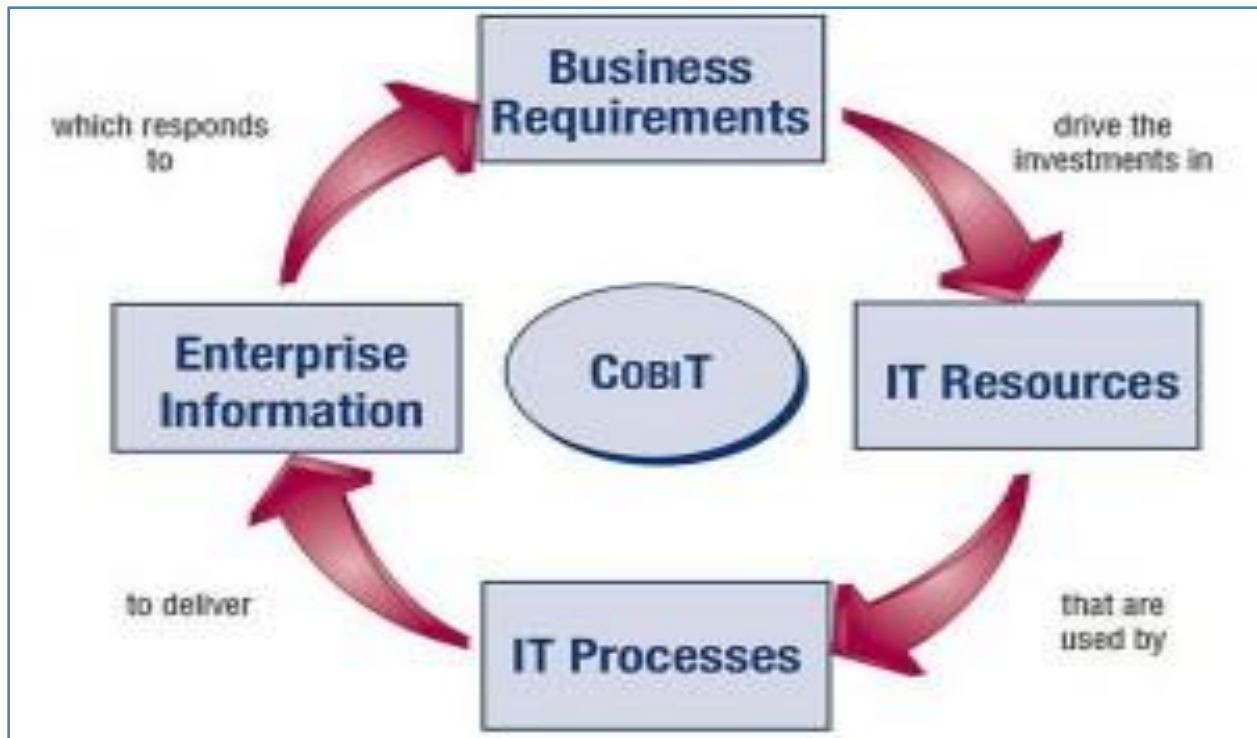 Business
Requirements
which responds
to
drive the
investments in
Enterprise
Information
COBIT
IT Resources
to deliver
IT Processes
that are
used by